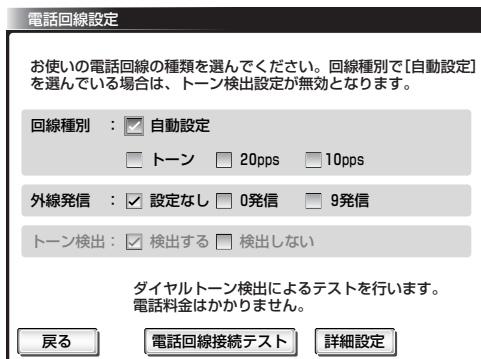 電話回線設定
お使いの電話回線の種類を選んでください。回線種別で[自動設定]
を選んでいる場合は、トーン検出設定が無効となります。
回線種別 : 自動設定
トーン 20pps 10pps
外線発信 : 設定なし 0発信 9発信
トーン検出 : 検出する 検出しない
ダイヤルトーン検出によるテストを行います。
電話料金はかかりません。
戻る 電話回線接続テスト 詳細設定